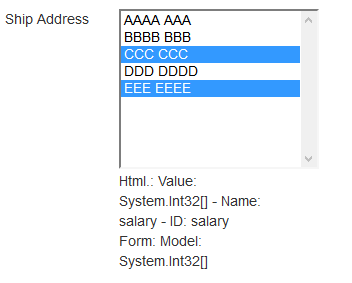 Ship Address
AAAA AAA
BBBB BBB
CCC CCC
DDD DDDD
EEE EEEE
Html.: Value:
System.Int32[] - Name:
salary - ID: salary
Form: Model:
System.Int32[]